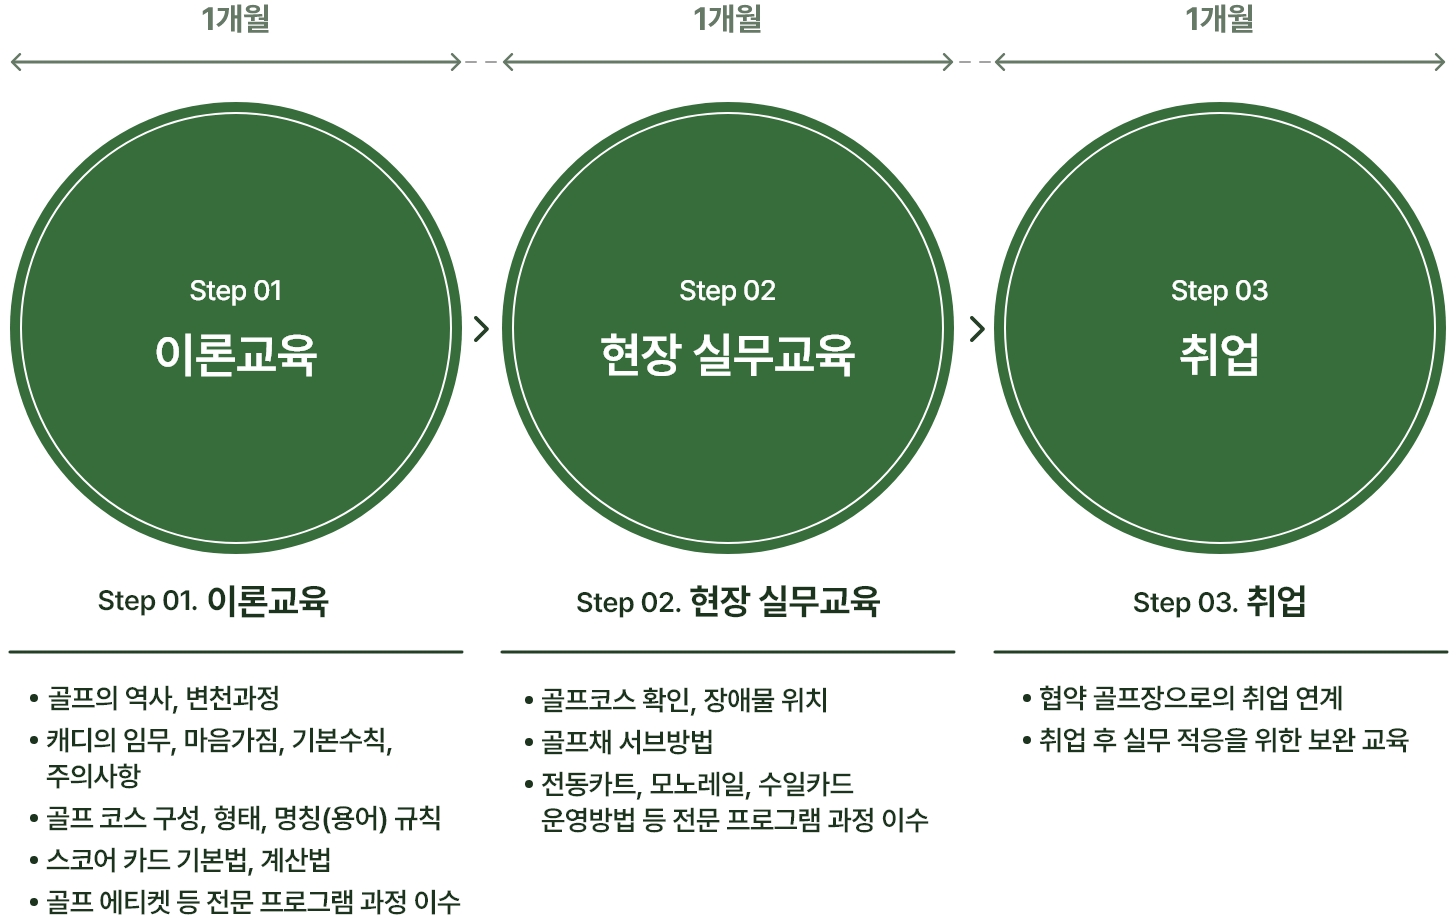 1개월
1개월
1개월
Step 01
이론교육
Step 02
현장 실무교육
Step 03
취업
Step 01. 이론교육
• 골프의 역사, 변천과정
• 캐디의 임무, 마음가짐, 기본수칙,
주의사항
• 골프 코스 구성, 형태, 명칭(용어) 규칙
• 스코어 카드 기본법, 계산법
• 골프 에티켓 등 전문 프로그램 과정 이수
Step 02. 현장 실무교육
• 골프코스 확인, 장애물 위치
• 골프채 서브방법
• 전동카트, 모노레일, 수일카드
운영방법 등 전문 프로그램 과정 이수
Step 03. 취업
• 협약 골프장으로의 취업 연계
• 취업 후 실무 적응을 위한 보완 교육